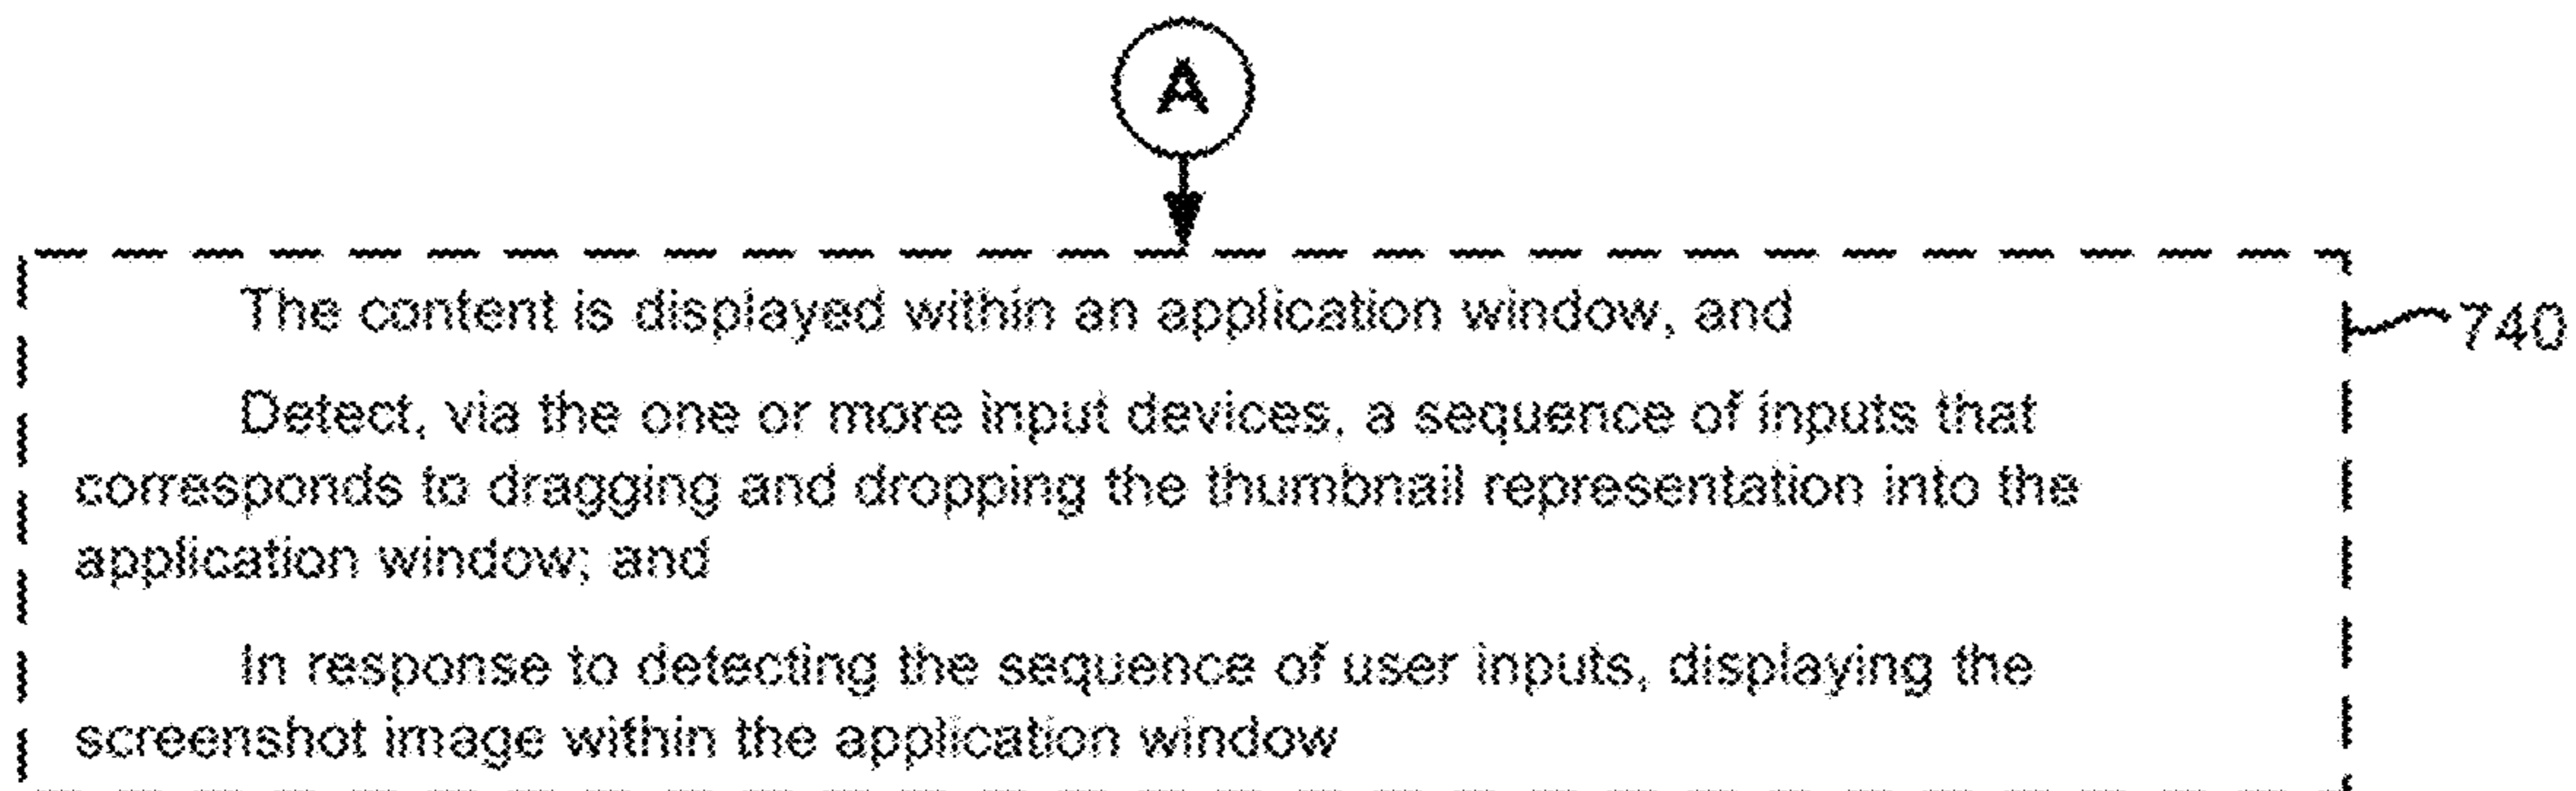 A
The content is displayed within an application window, and
740
Detect, via the one or more input devices, a sequence of inputs that
corresponds to dragging and dropping the thumbnail representation into the
application window; and
In response to detecting the sequence of user inputs, displaying the
screenshot image within the application window